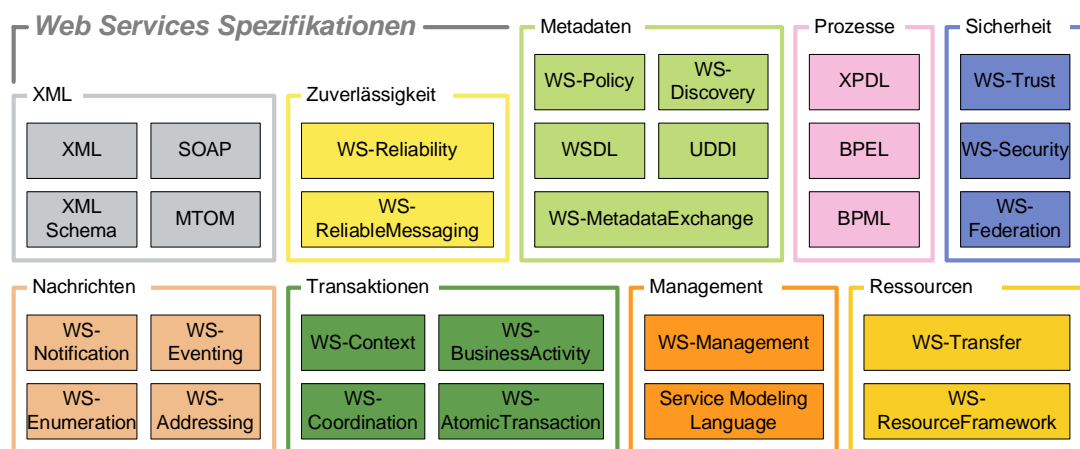 Web Services Spezifikationen
XML
XML
SOAP
XML
Schema
MTOM
Zuverlässigkeit
WS-Reliability
WS-
ReliableMessaging
Metadaten
WS-Policy
WS-
Discovery
WSDL
UDDI
WS-MetadataExchange
Prozesse
XPDL
BPEL
BPML
Sicherheit
WS-Trust
WS-Security
WS-
Federation
Nachrichten
WS-
Notification
WS-
Eventing
WS-
Enumeration
WS-
Addressing
Transaktionen
WS-Context
WS-
BusinessActivity
WS-
Coordination
WS-
AtomicTransaction
Management
WS-Management
Service Modeling
Language
Ressourcen
WS-Transfer
WS-
ResourceFramework